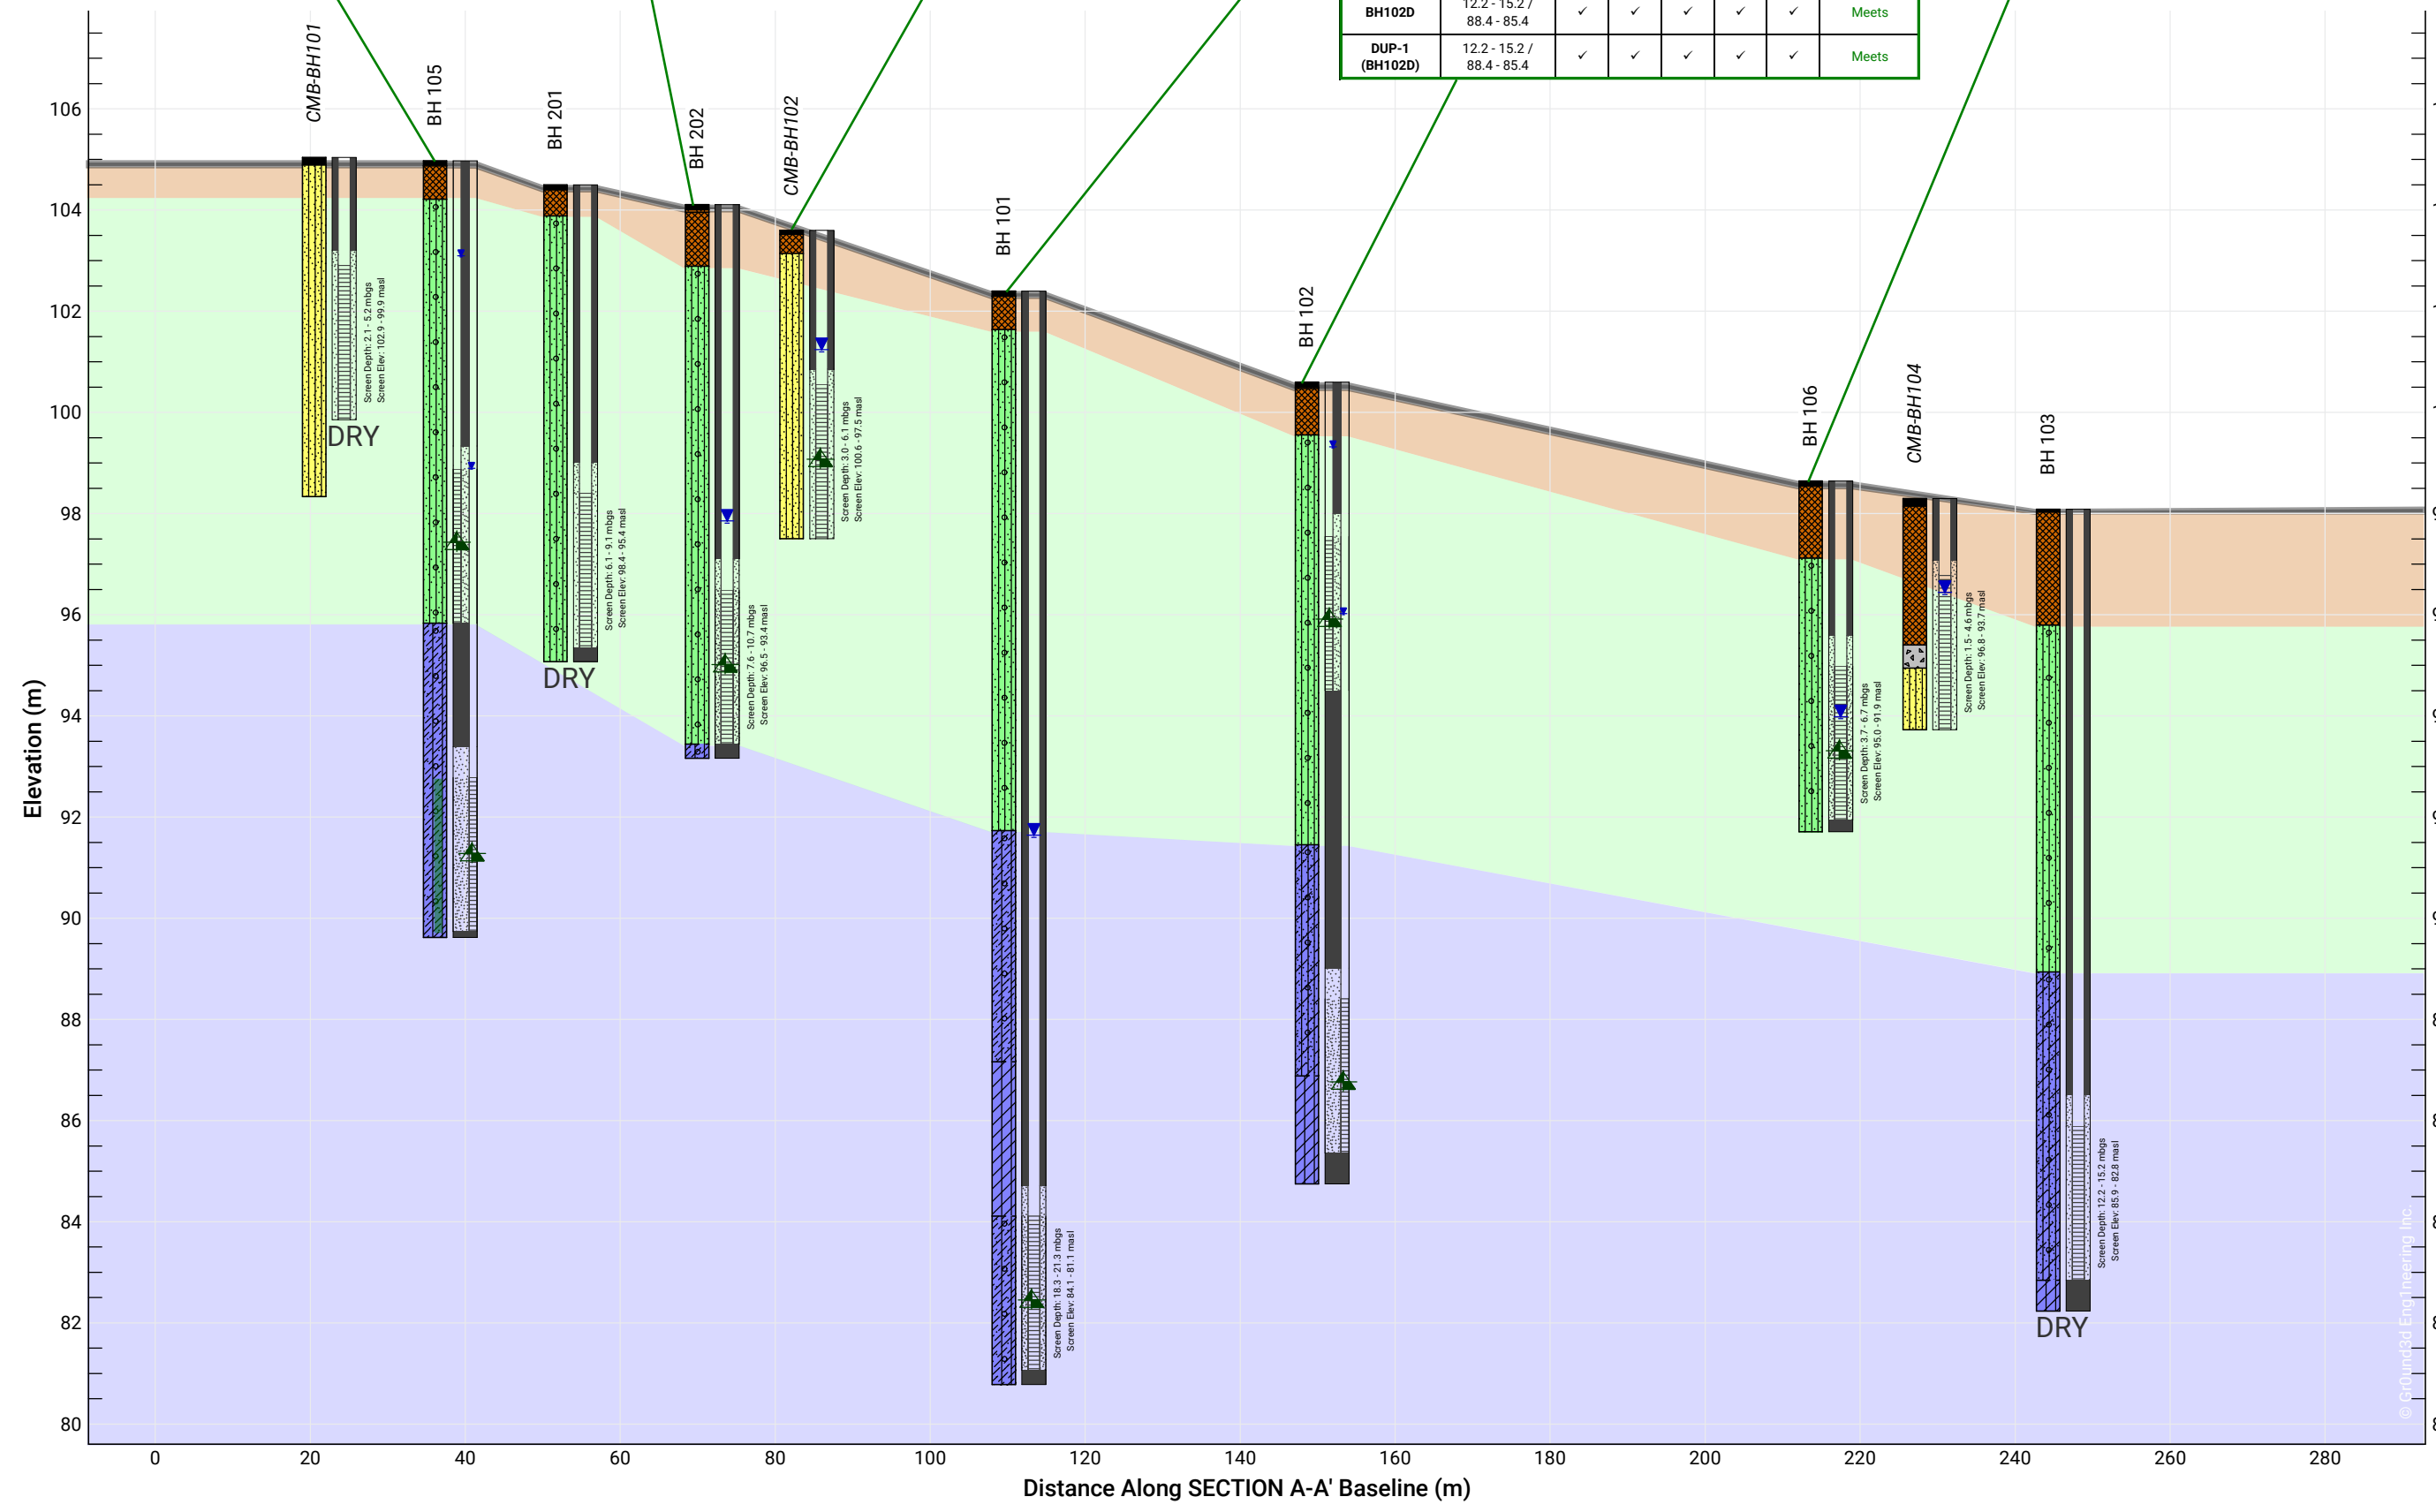 BH102D 12.2 - 15.2 / 88.4 - 85.4 ✓ ✓ ✓ ✓ ✓ Meets
DUP-1 (BH102D) 12.2 - 15.2 / 88.4 - 85.4 ✓ ✓ ✓ ✓ ✓ Meets
CMB-BH101
BH 105
BH 201
BH 202
CMB-BH102
BH 101
BH 102
BH 106
CMB-BH104
BH 103
Screen Depth: 2.1 - 5.2 mbgs
Screen Elev: 102.9 - 99.9 masl
DRY
Screen Depth: 6.1 - 9.1 mbgs
Screen Elev: 98.4 - 95.4 masl
DRY
Screen Depth: 7.6 - 10.7 mbgs
Screen Elev: 96.5 - 93.4 masl
Screen Depth: 3.0 - 6.1 mbgs
Screen Elev: 100.6 - 97.5 masl
Screen Depth: 18.3 - 21.3 mbgs
Screen Elev: 84.1 - 81.1 masl
Screen Depth: 3.7 - 6.7 mbgs
Screen Elev: 95.0 - 91.9 masl
Screen Depth: 1.5 - 4.6 mbgs
Screen Elev: 96.8 - 93.7 masl
Screen Depth: 12.2 - 15.2 mbgs
Screen Elev: 85.9 - 82.8 masl
DRY
Elevation (m)
106
104
102
100
98
96
94
92
90
88
86
84
82
80
0 20 40 60 80 100 120 140 160 180 200 220 240 260 280
Distance Along SECTION A-A' Baseline (m)
© Gr0und3d Eng1neering Inc.